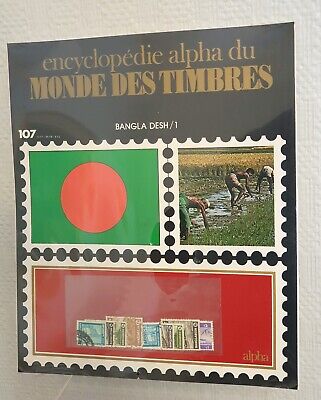 encyclopédie alpha du
MONDE DES TIMBRES
BANGLA DESH/1
107
alpha